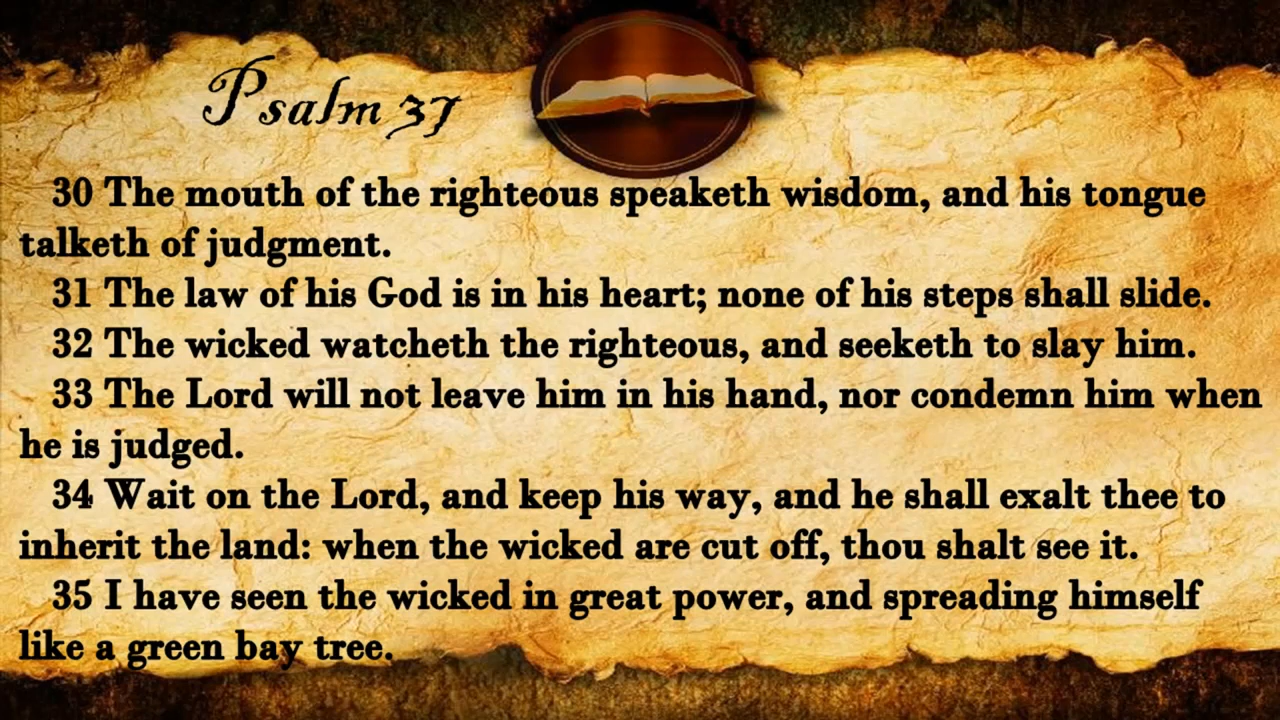 Psalm 37
30 The mouth of the righteous speaketh wisdom, and his tongue
talketh of judgment.
31 The law of his God is in his heart; none of his steps shall slide.
32 The wicked watcheth the righteous, and seeketh to slay him.
33 The Lord will not leave him in his hand, nor condemn him when
he is judged.
34 Wait on the Lord, and keep his way, and he shall exalt thee to
inherit the land: when the wicked are cut off, thou shalt see it.
35 I have seen the wicked in great power, and spreading himself
like a green bay tree.